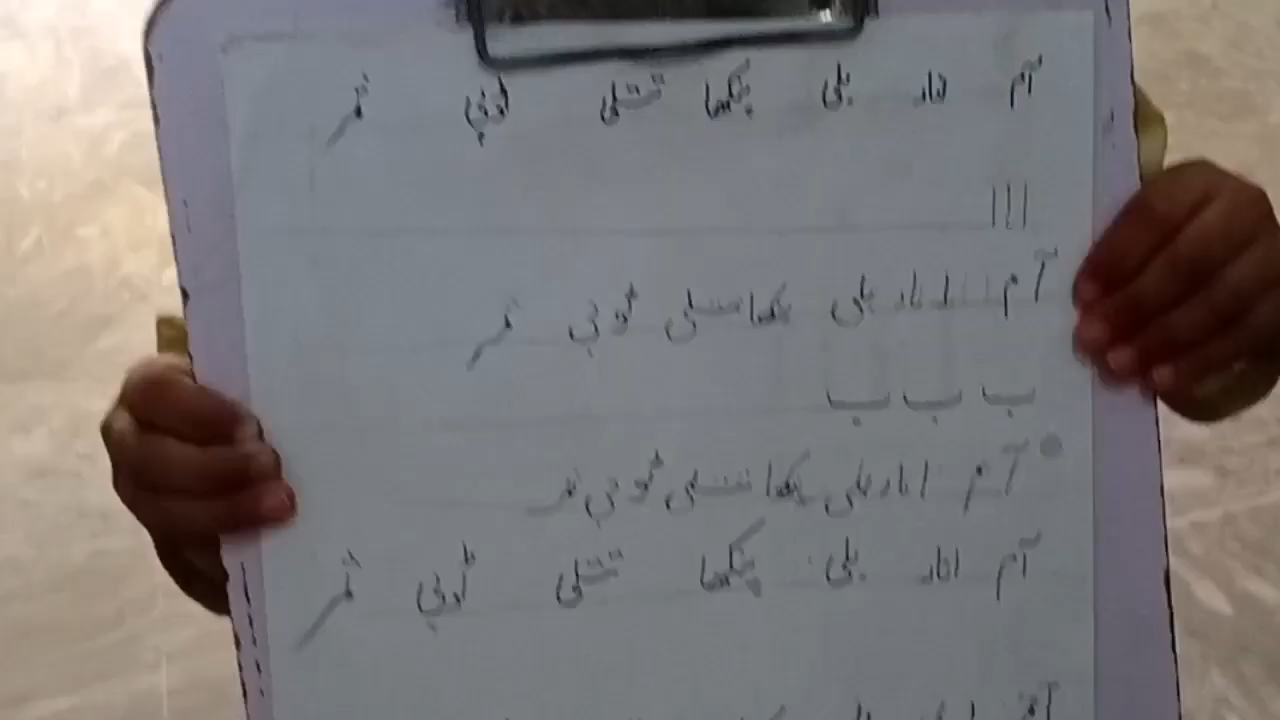 آم انار بلی پنکھا تتلی ٹوپی ثمر
ا ا ا
آم انار بلی پنکھا تتلی ٹوپی ثمر
ب ب ب
آم انار بلی پنکھا تتلی ٹوپی ثمر
آم انار بلی پنکھا تتلی ٹوپی ثمر